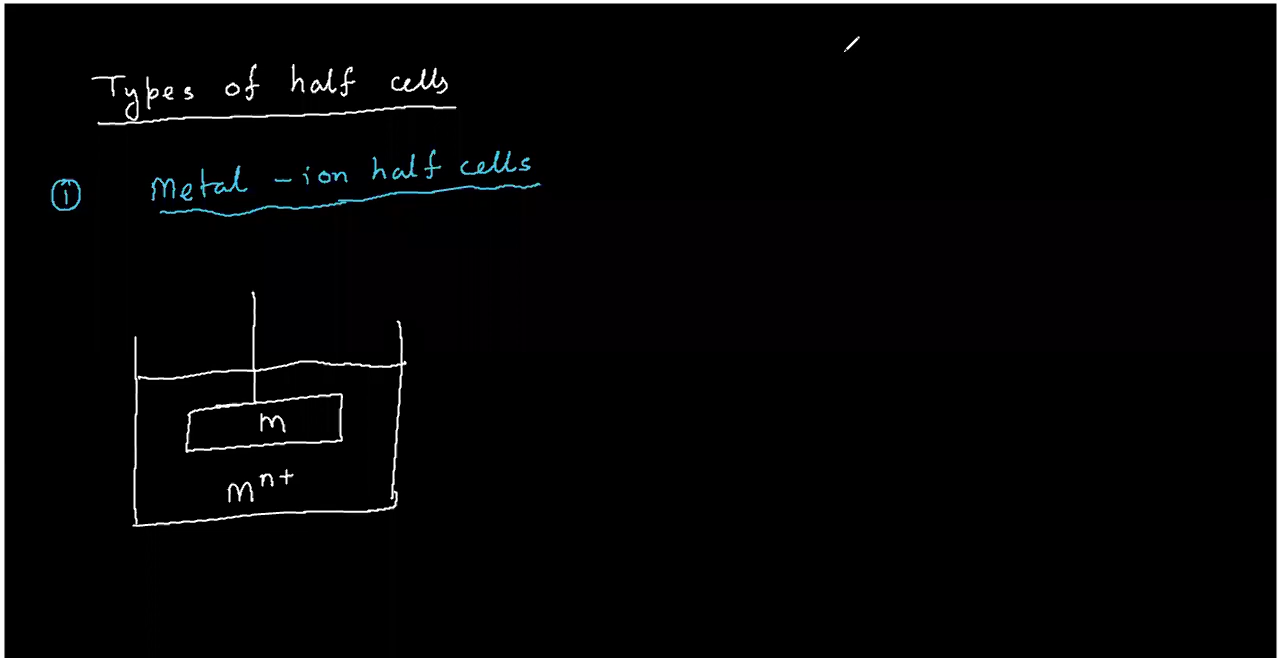 Types of half cells
① Metal - ion half cells
m
m^n+